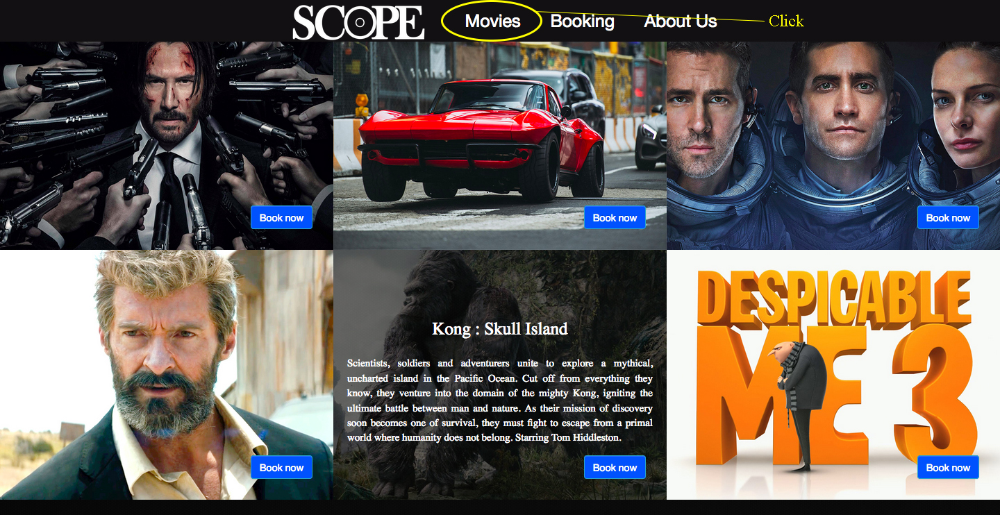 SCOPE Movies Booking About Us Click
Book now Book now Book now
Kong : Skull Island
Scientists, soldiers and adventurers unite to explore a mythical,
uncharted island in the Pacific Ocean. Cut off from everything they
know, they venture into the domain of the mighty Kong, igniting the
ultimate battle between man and nature. As their mission of discovery
soon becomes one of survival, they must fight to escape from a primal
world where humanity does not belong. Starring Tom Hiddleston.
DESPICABLE
ME 3
Book now Book now Book now